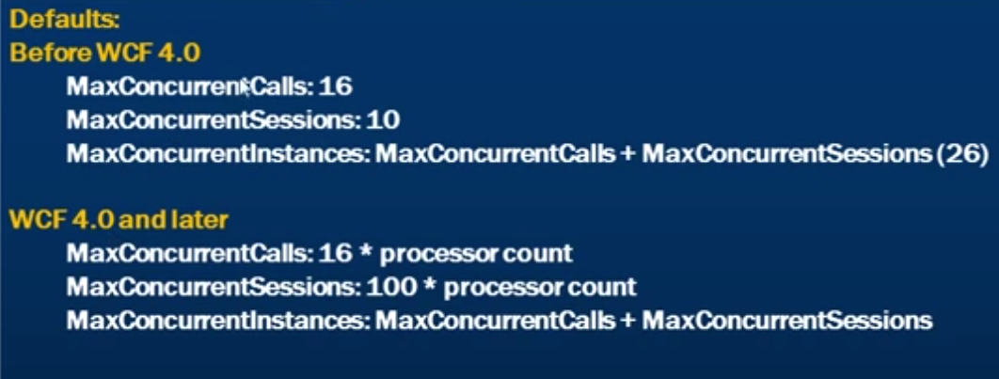 Defaults:
Before WCF 4.0
MaxConcurrentCalls: 16
MaxConcurrentSessions: 10
MaxConcurrentInstances: MaxConcurrentCalls + MaxConcurrentSessions (26)
WCF 4.0 and later
MaxConcurrentCalls: 16 * processor count
MaxConcurrentSessions: 100 * processor count
MaxConcurrentInstances: MaxConcurrentCalls + MaxConcurrentSessions